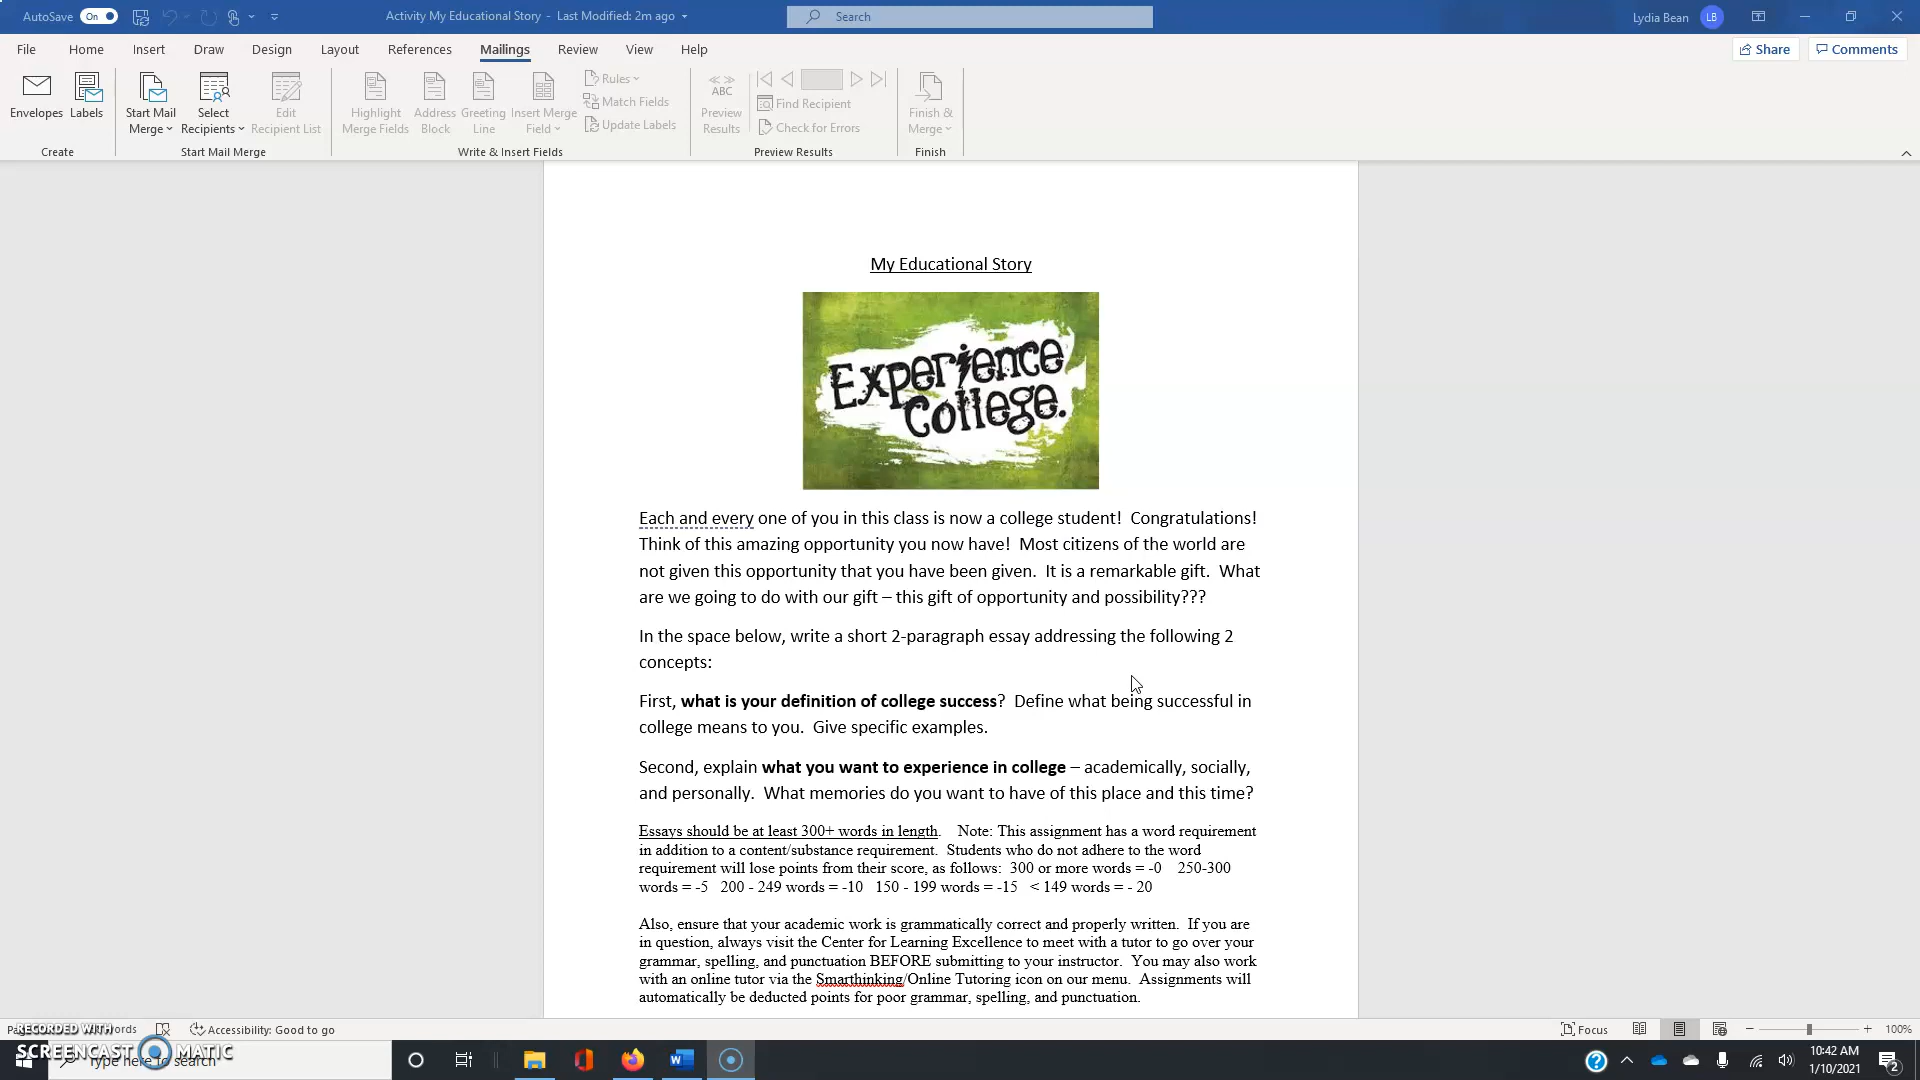 AutoSave On Activity My Educational Story - Last Modified: 2m ago Search Lydia Bean LB
File Home Insert Draw Design Layout References Mailings Review View Help Share Comments
Envelopes Labels Start Mail Merge Select Recipients Edit Recipient List Highlight Merge Fields Address Block Greeting Line Insert Merge Field Rules Match Fields Update Labels ABC Preview Results Find Recipient Check for Errors Finish & Merge
Create Start Mail Merge Write & Insert Fields Preview Results Finish
My Educational Story
Experience
College.
Each and every one of you in this class is now a college student!  Congratulations!
Think of this amazing opportunity you now have!  Most citizens of the world are
not given this opportunity that you have been given.  It is a remarkable gift.  What
are we going to do with our gift – this gift of opportunity and possibility???
In the space below, write a short 2-paragraph essay addressing the following 2
concepts:
First, what is your definition of college success?  Define what being successful in
college means to you.  Give specific examples.
Second, explain what you want to experience in college – academically, socially,
and personally.  What memories do you want to have of this place and this time?
Essays should be at least 300+ words in length.    Note: This assignment has a word requirement
in addition to a content/substance requirement.  Students who do not adhere to the word
requirement will lose points from their score, as follows:  300 or more words = -0    250-300
words = -5   200 - 249 words = -10   150 - 199 words = -15   < 149 words = - 20
Also, ensure that your academic work is grammatically correct and properly written.  If you are
in question, always visit the Center for Learning Excellence to meet with a tutor to go over your
grammar, spelling, and punctuation BEFORE submitting to your instructor.  You may also work
with an online tutor via the Smarthinking/Online Tutoring icon on our menu.  Assignments will
automatically be deducted points for poor grammar, spelling, and punctuation.
words Accessibility: Good to go Focus 100%
RECORDED WITH
SCREENCAST MATIC
Type here to search
10:42 AM
1/10/2021
2